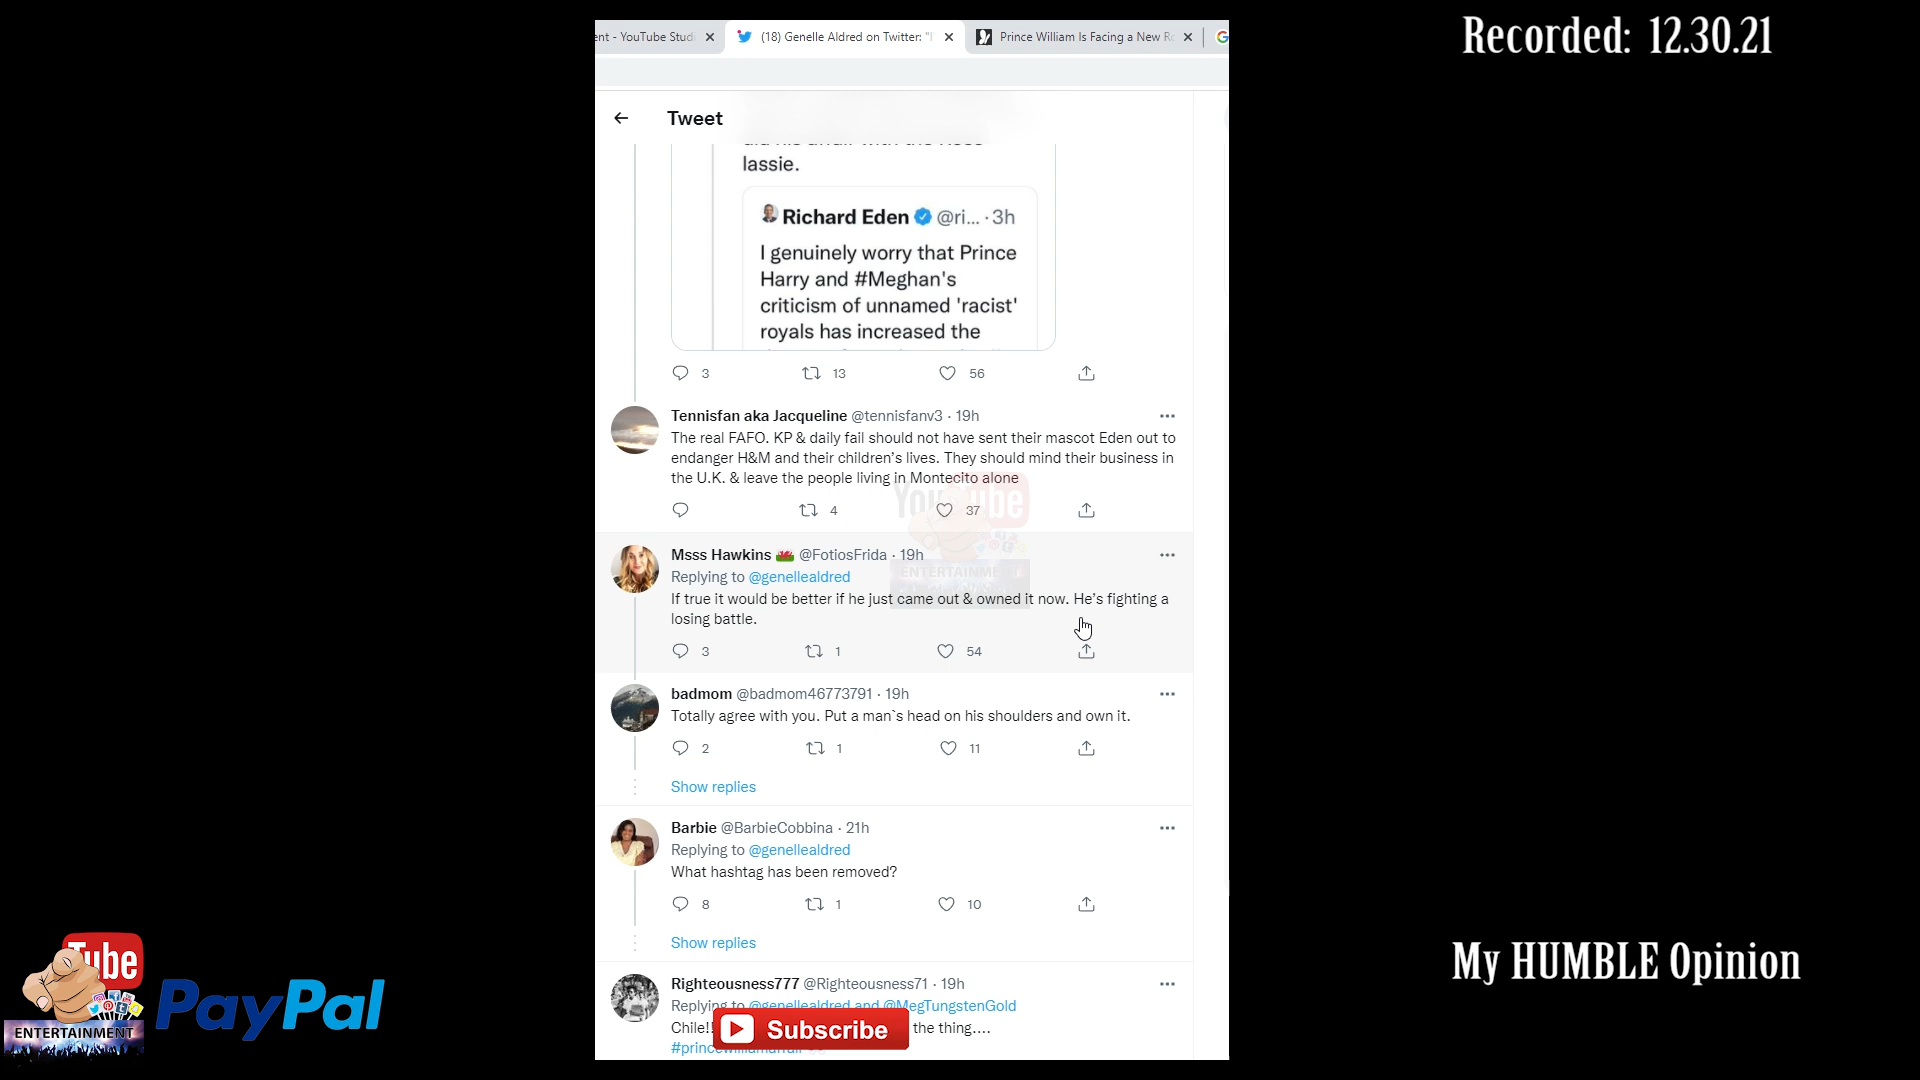 Recorded: 12.30.21
ent - YouTube Stud
(18) Genelle Aldred on Twitter: "I
Prince William Is Facing a New Ro
Tweet
lassie.
Richard Eden @ri... · 3h
I genuinely worry that Prince
Harry and #Meghan's
criticism of unnamed 'racist'
royals has increased the
3 13 56
Tennisfan aka Jacqueline @tennisfanv3 · 19h
The real FAFO. KP & daily fail should not have sent their mascot Eden out to
endanger H&M and their children's lives. They should mind their business in
the U.K. & leave the people living in Montecito alone
YouTube
4 37
Msss Hawkins @FotiosFrida · 19h
ENTERTAINMENT
Replying to @genellealdred
If true it would be better if he just came out & owned it now. He's fighting a
losing battle.
3 1 54
badmom @badmom46773791 · 19h
Totally agree with you. Put a man`s head on his shoulders and own it.
2 1 11
Show replies
Barbie @BarbieCobbina · 21h
Replying to @genellealdred
What hashtag has been removed?
8 1 10
Show replies
Righteousness777 @Righteousness71 · 19h
Replying to @genellealdred and @MegTungstenGold
Chile!! the thing....
#princewilliamaffair
Subscribe
Tube
ENTERTAINMENT
PayPal
My HUMBLE Opinion